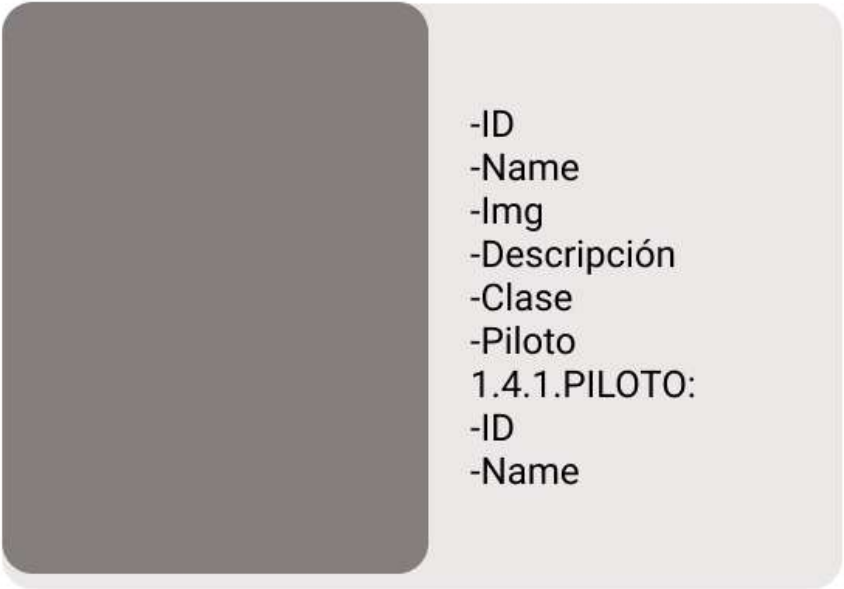 -ID
-Name
-Img
-Descripción
-Clase
-Piloto
1.4.1.PILOTO:
-ID
-Name